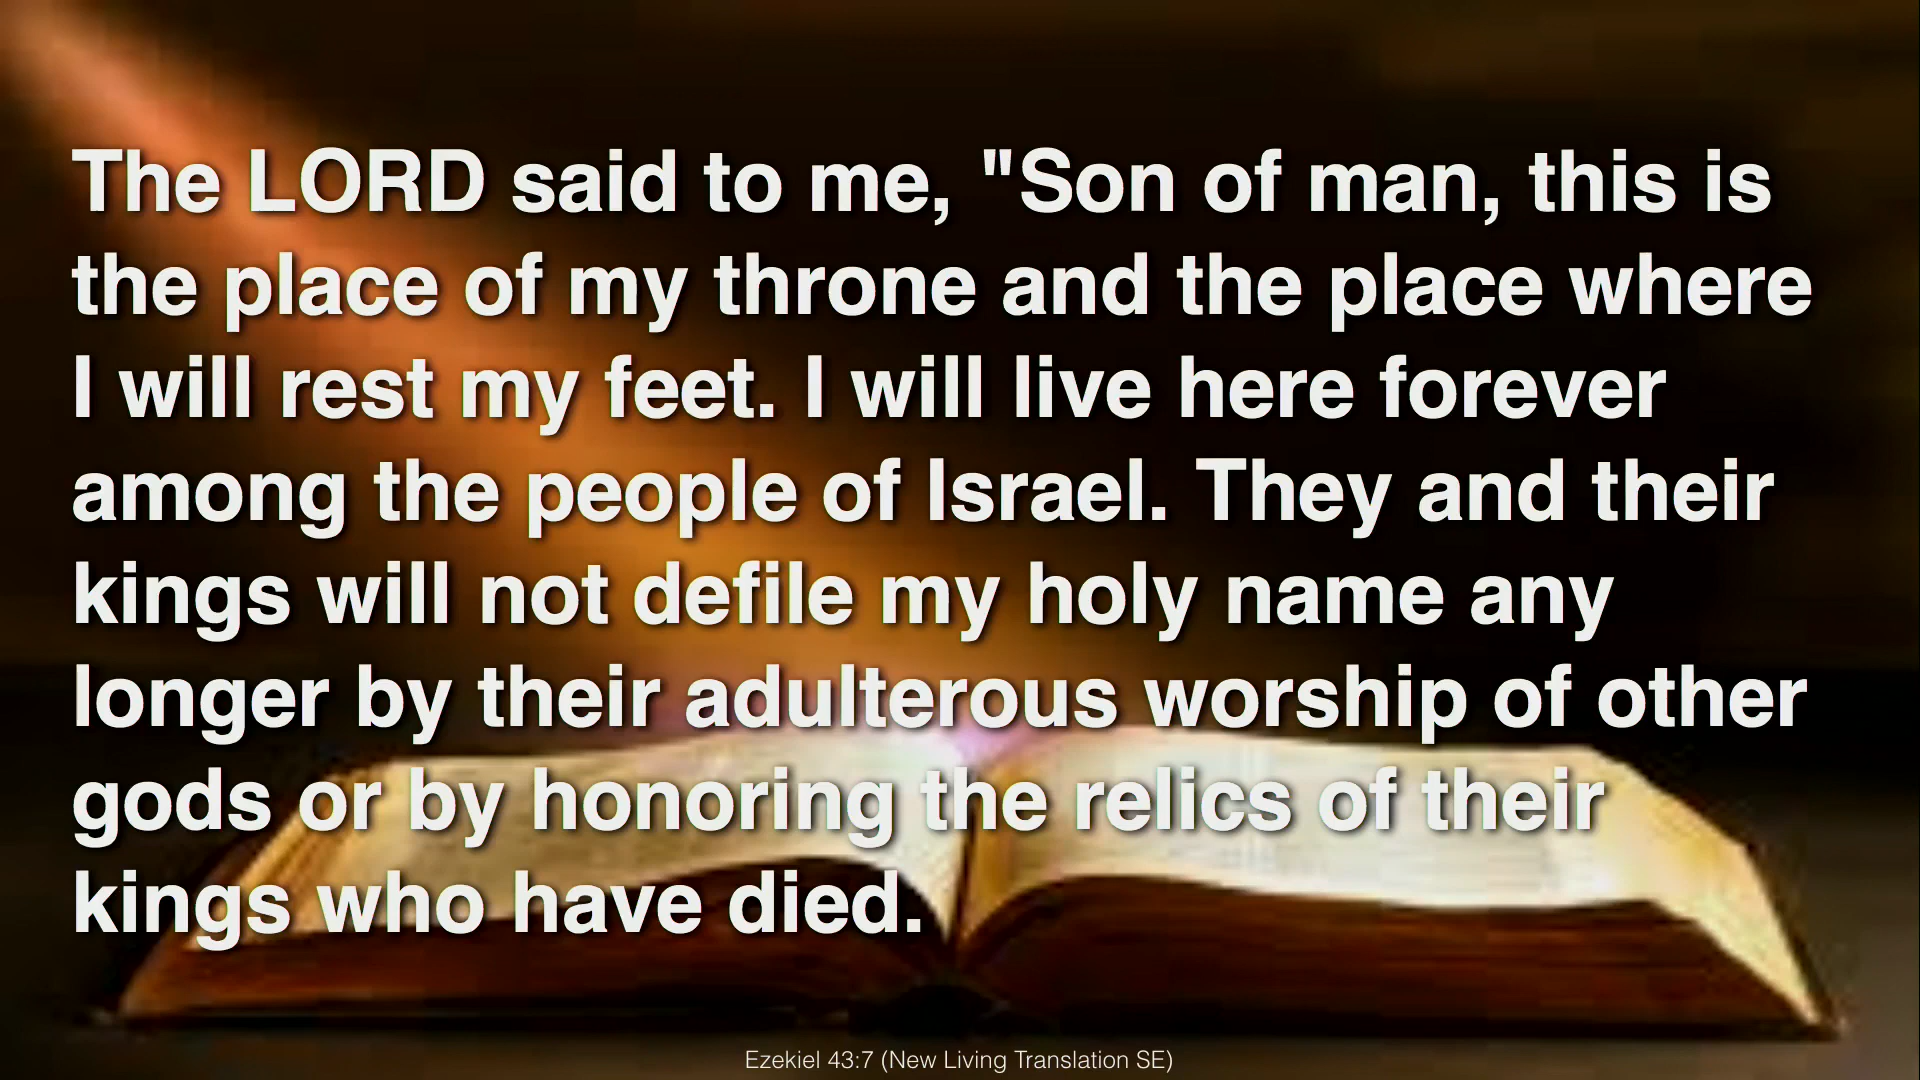 The LORD said to me, "Son of man, this is
the place of my throne and the place where
I will rest my feet. I will live here forever
among the people of Israel. They and their
kings will not defile my holy name any
longer by their adulterous worship of other
gods or by honoring the relics of their
kings who have died.
Ezekiel 43:7 (New Living Translation SE)